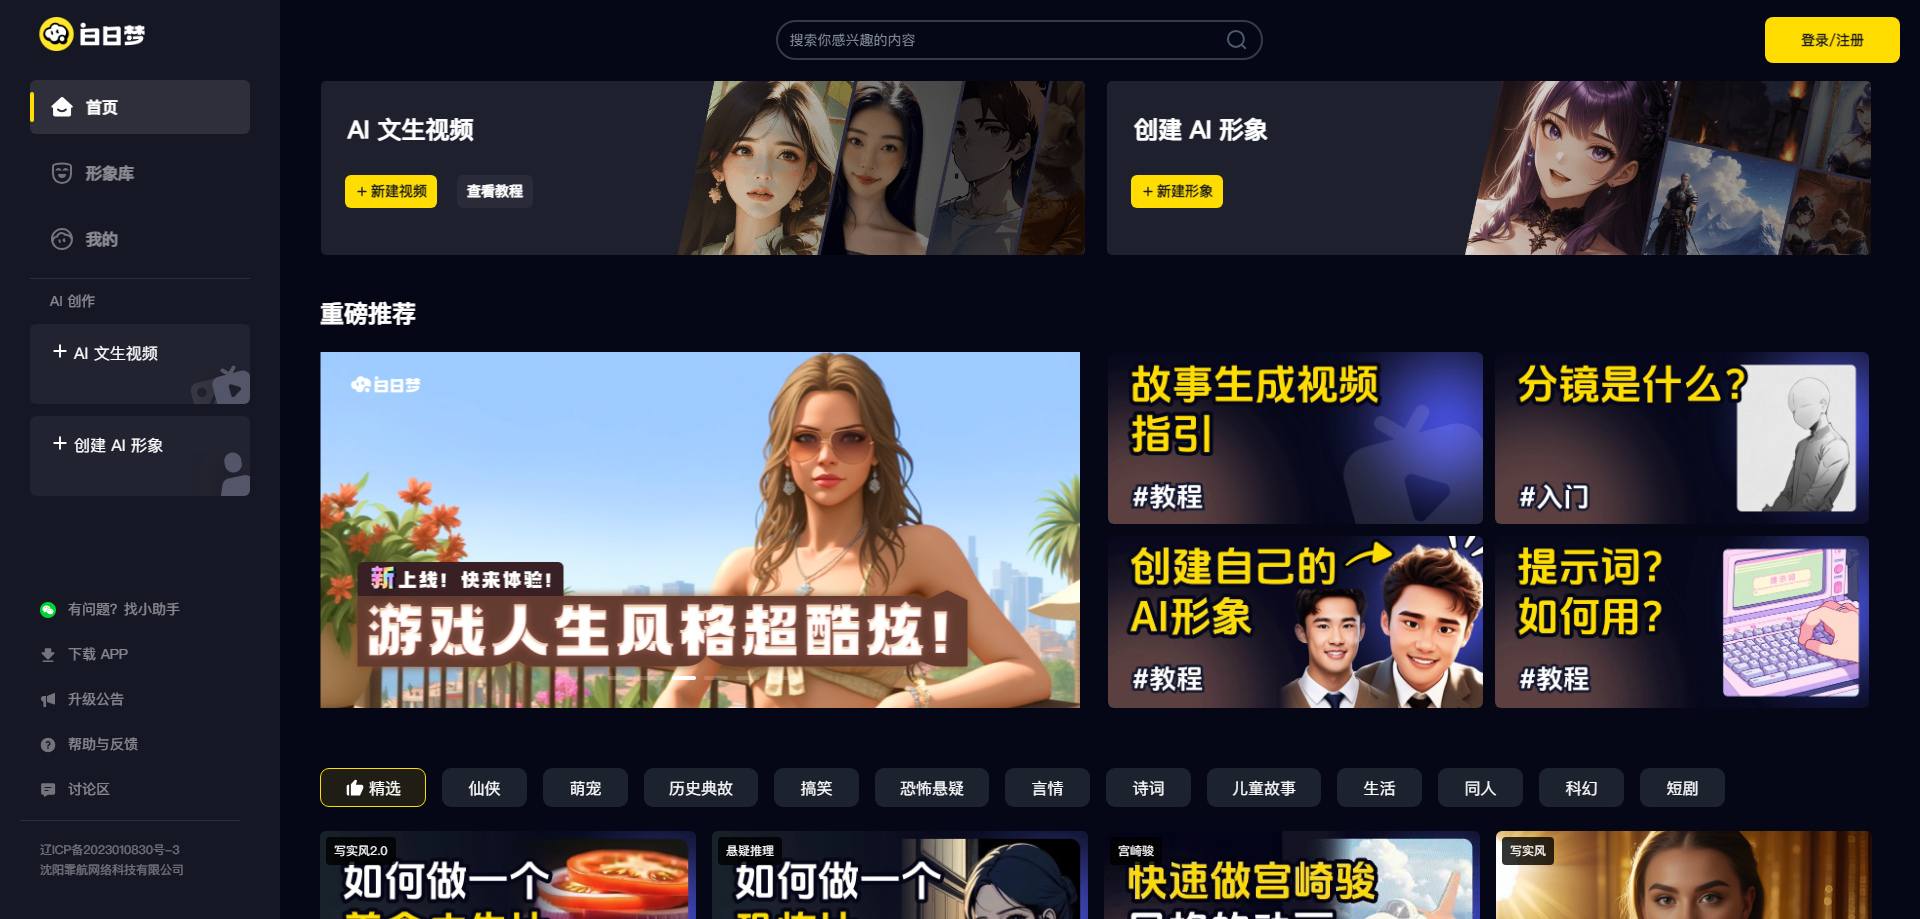 白日梦
搜索你感兴趣的内容
登录/注册
首页
形象库
我的
AI 创作
+ AI 文生视频
+ 创建 AI 形象
有问题? 找小助手
下载 APP
升级公告
帮助与反馈
讨论区
辽ICP备2023010830号-3
沈阳霏航网络科技有限公司
AI 文生视频
+ 新建视频
查看教程
创建 AI 形象
+ 新建形象
重磅推荐
白日梦
新上线! 快来体验!
游戏人生风格超酷炫!
故事生成视频
指引
#教程
分镜是什么?
#入门
创建自己的
AI形象
#教程
提示词?
如何用?
#教程
精选
仙侠
萌宠
历史典故
搞笑
恐怖悬疑
言情
诗词
儿童故事
生活
同人
科幻
短剧
写实风2.0
如何做一个
悬疑推理
如何做一个
宫崎骏
快速做宫崎骏
写实风